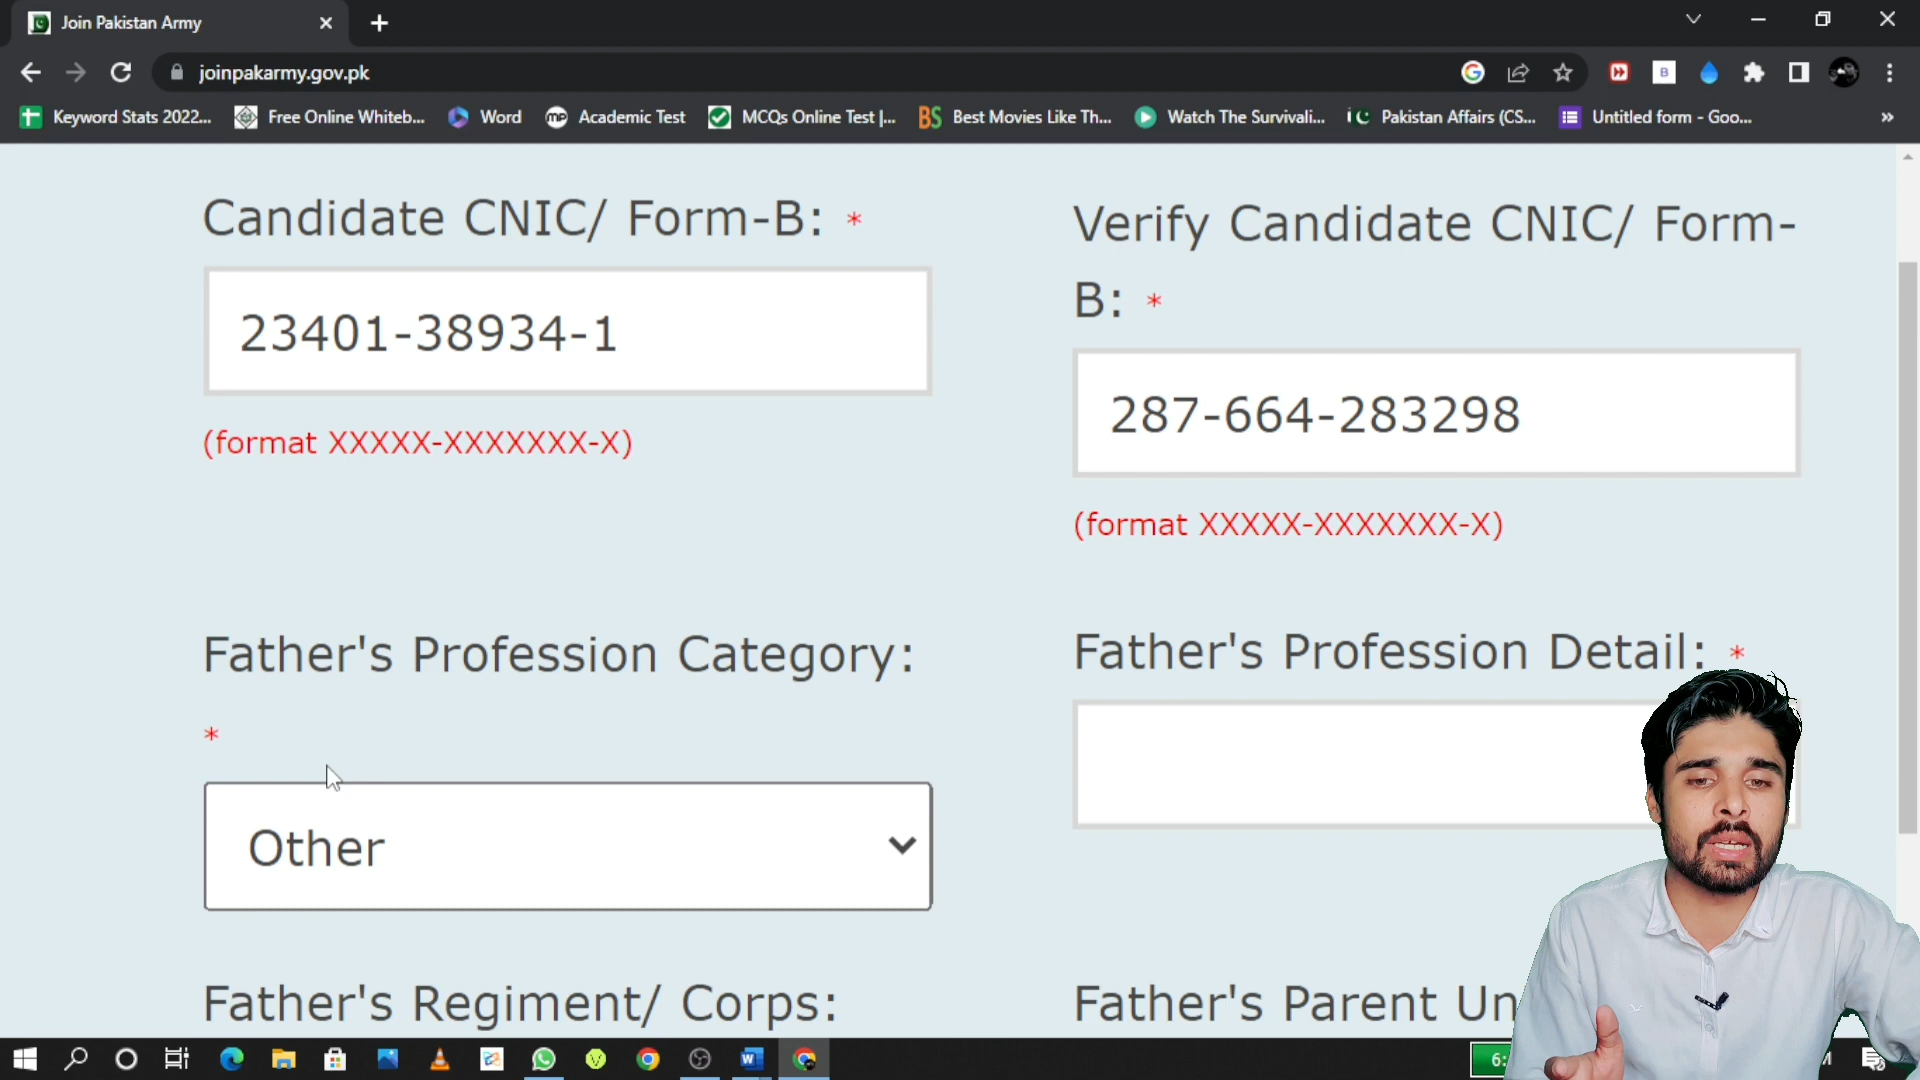 Join Pakistan Army
joinpakarmy.gov.pk
Keyword Stats 2022... Free Online Whiteb... Word Academic Test MCQs Online Test |... Best Movies Like Th... Watch The Survivali... Pakistan Affairs (CS... Untitled form - Goo...
Candidate CNIC/ Form-B: *
23401-38934-1
(format XXXXX-XXXXXXX-X)
Verify Candidate CNIC/ Form-
B: *
287-664-283298
(format XXXXX-XXXXXXX-X)
Father's Profession Category:
*
Other
Father's Profession Detail: *
Father's Regiment/ Corps:
Father's Parent Un
6: